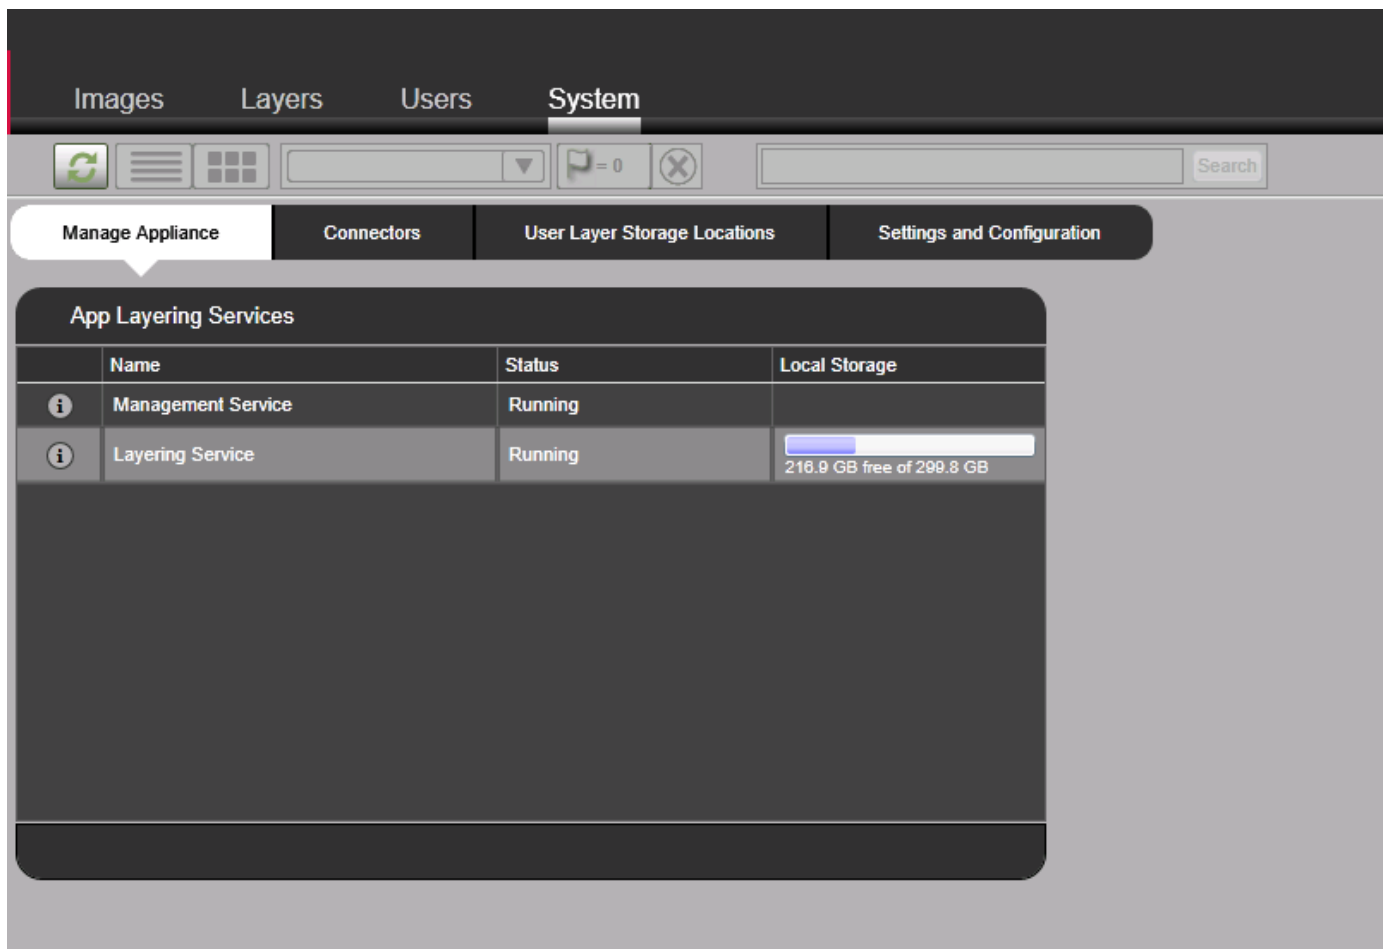 Images Layers Users System
= 0 Search
Manage Appliance Connectors User Layer Storage Locations Settings and Configuration
App Layering Services
Name Status Local Storage
Management Service Running
Layering Service Running
216.9 GB free of 299.8 GB